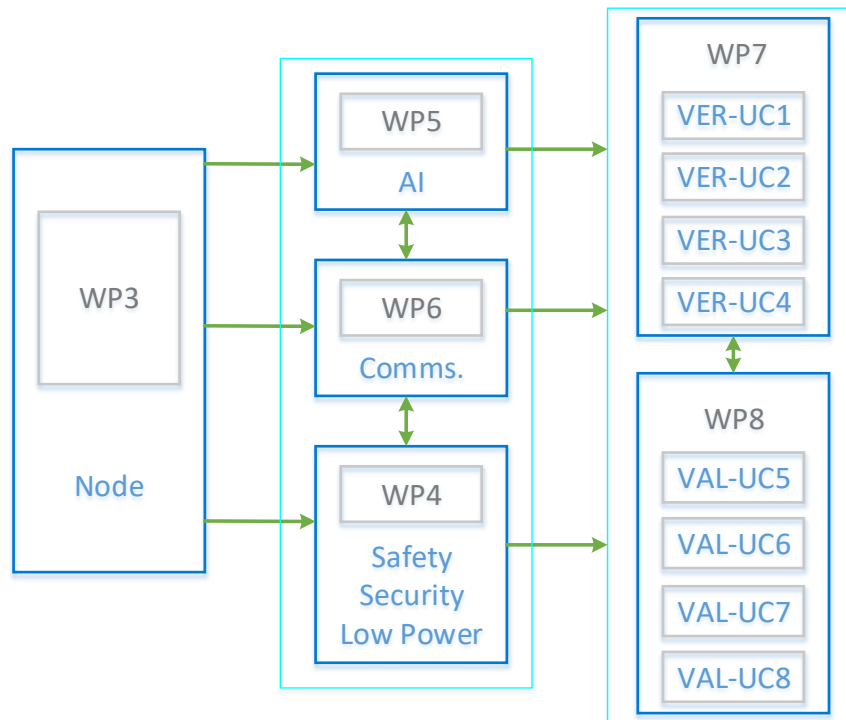 WP3
Node
WP5
AI
WP6
Comms.
WP4
Safety
Security
Low Power
WP7
VER-UC1
VER-UC2
VER-UC3
VER-UC4
WP8
VAL-UC5
VAL-UC6
VAL-UC7
VAL-UC8